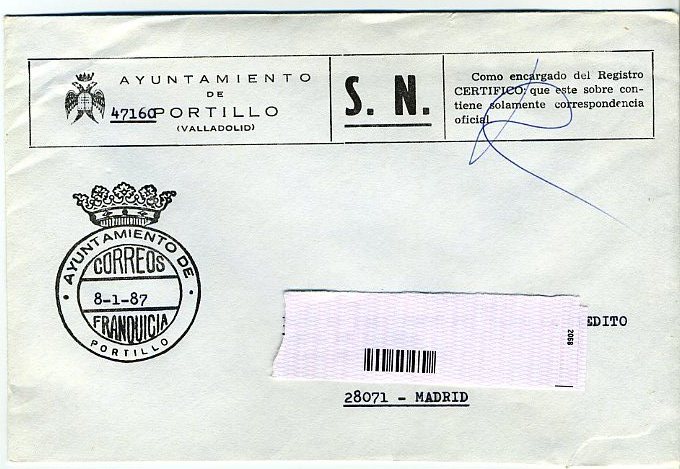 AYUNTAMIENTO
DE
47160 PORTILLO
(VALLADOLID)
S. N.
Como encargado del Registro
CERTIFICO: que este sobre con-
tiene solamente correspondencia
oficial.
AYUNTAMIENTO DE
CORREOS
8-1-87
FRANQUICIA
PORTILLO
EDITO
2058
28071 - MADRID